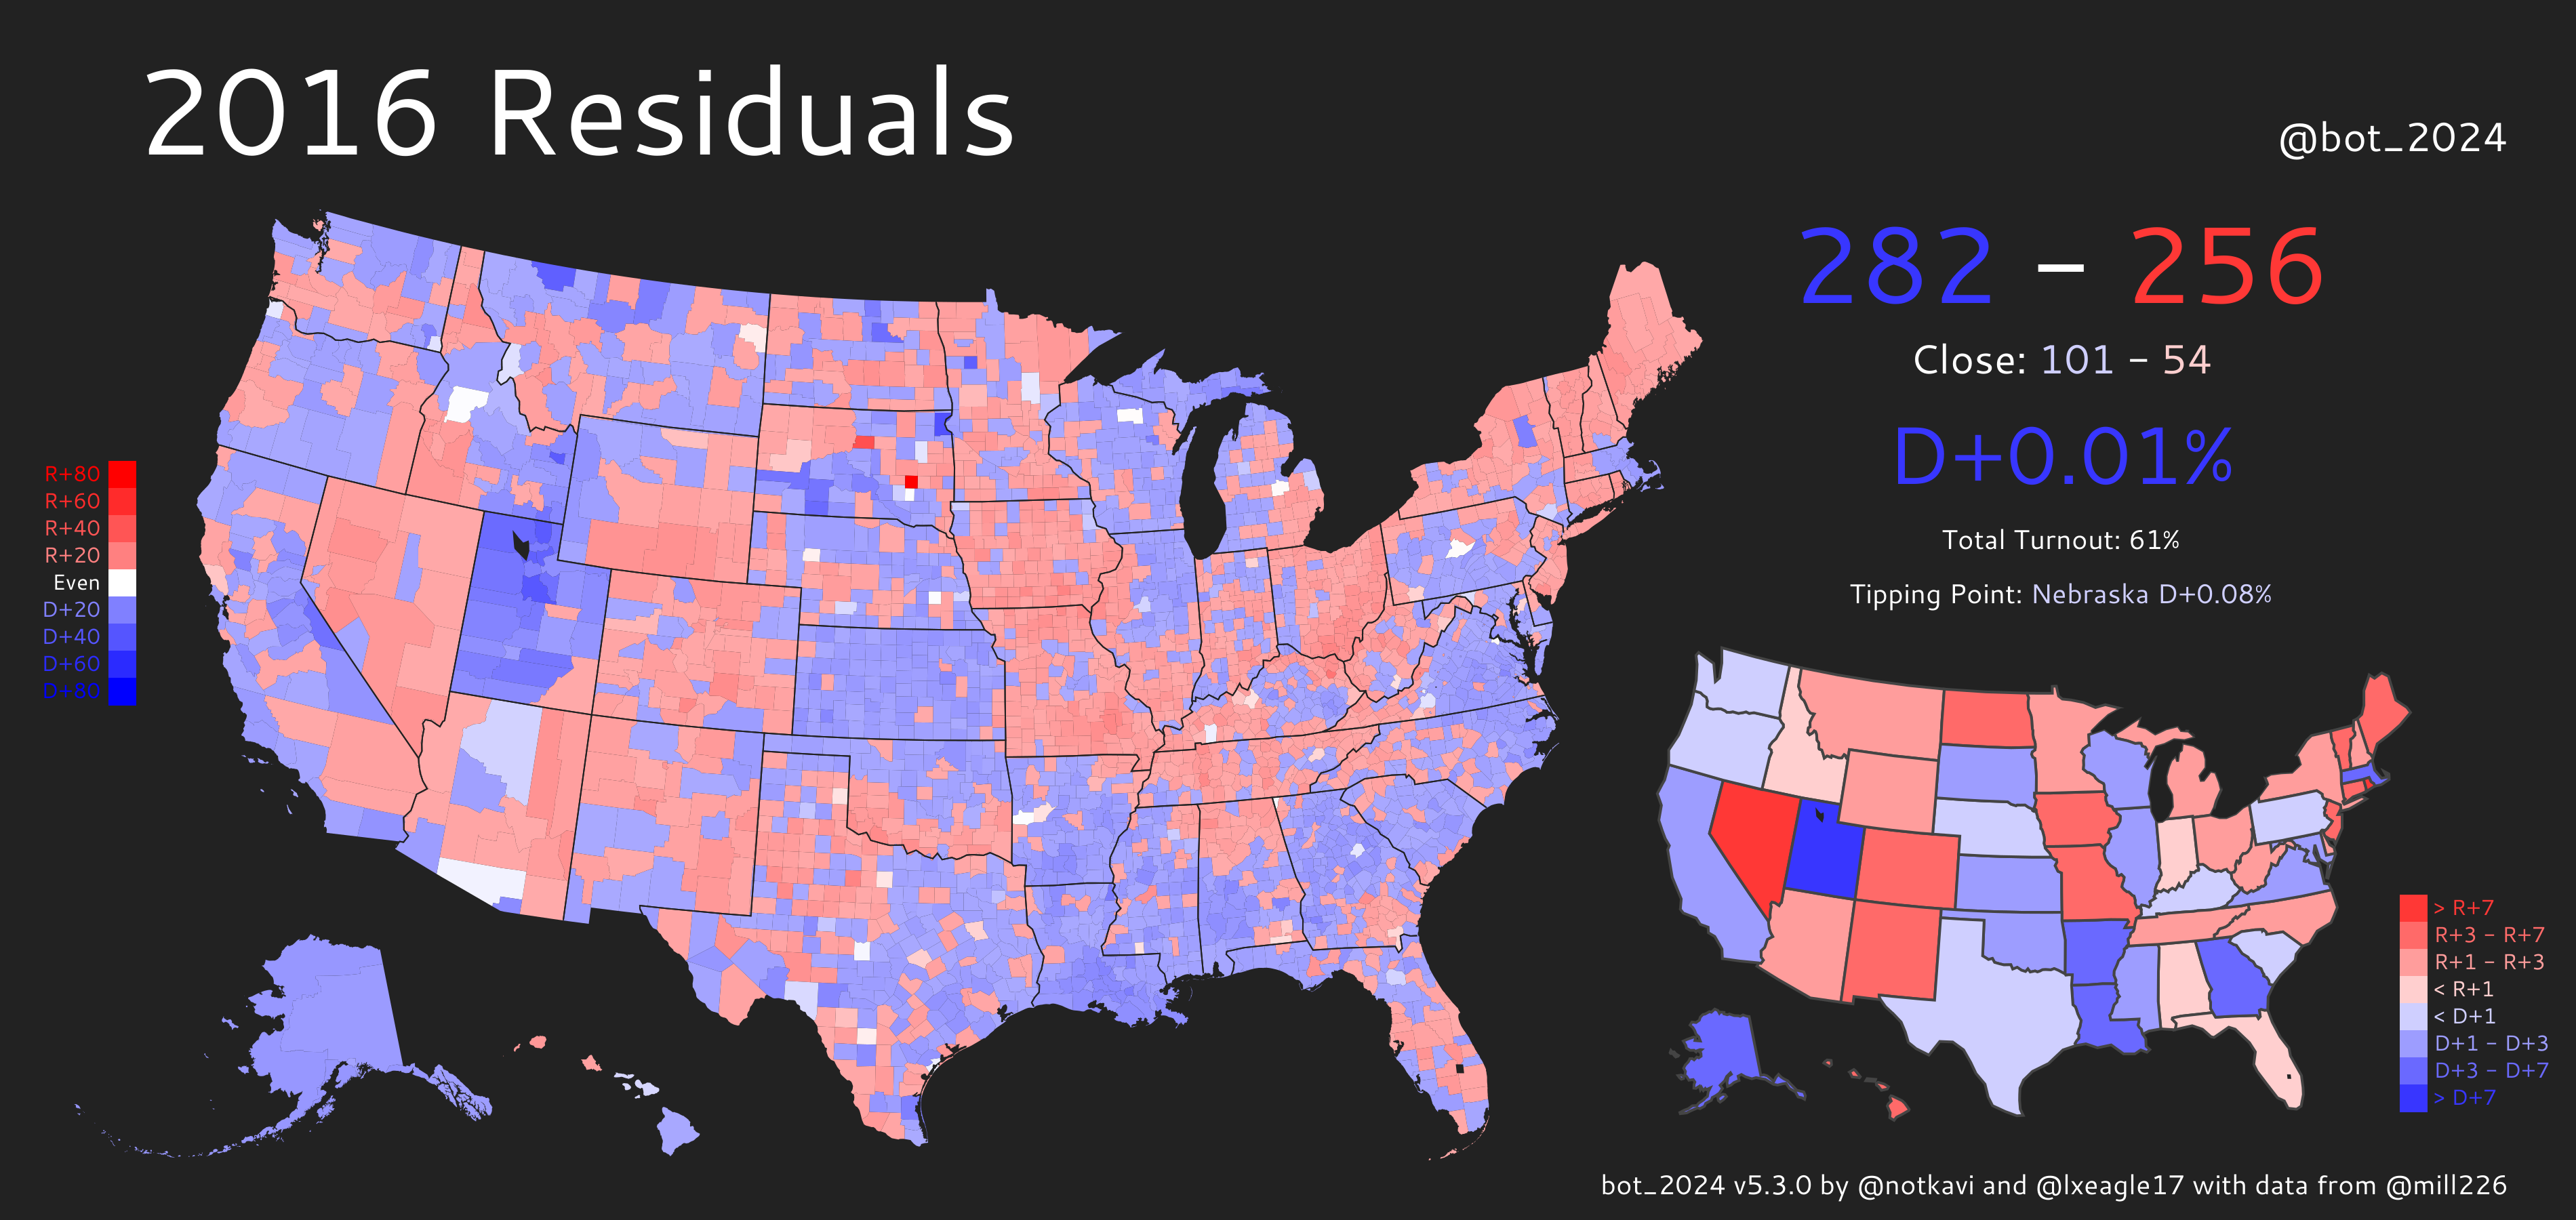 2016 Residuals
@bot_2024
282 – 256
Close: 101 - 54
D+0.01%
Total Turnout: 61%
Tipping Point: Nebraska D+0.08%
R+80
R+60
R+40
R+20
Even
D+20
D+40
D+60
D+80
> R+7
R+3 - R+7
R+1 - R+3
< R+1
< D+1
D+1 - D+3
D+3 - D+7
> D+7
bot_2024 v5.3.0 by @notkavi and @lxeagle17 with data from @mill226